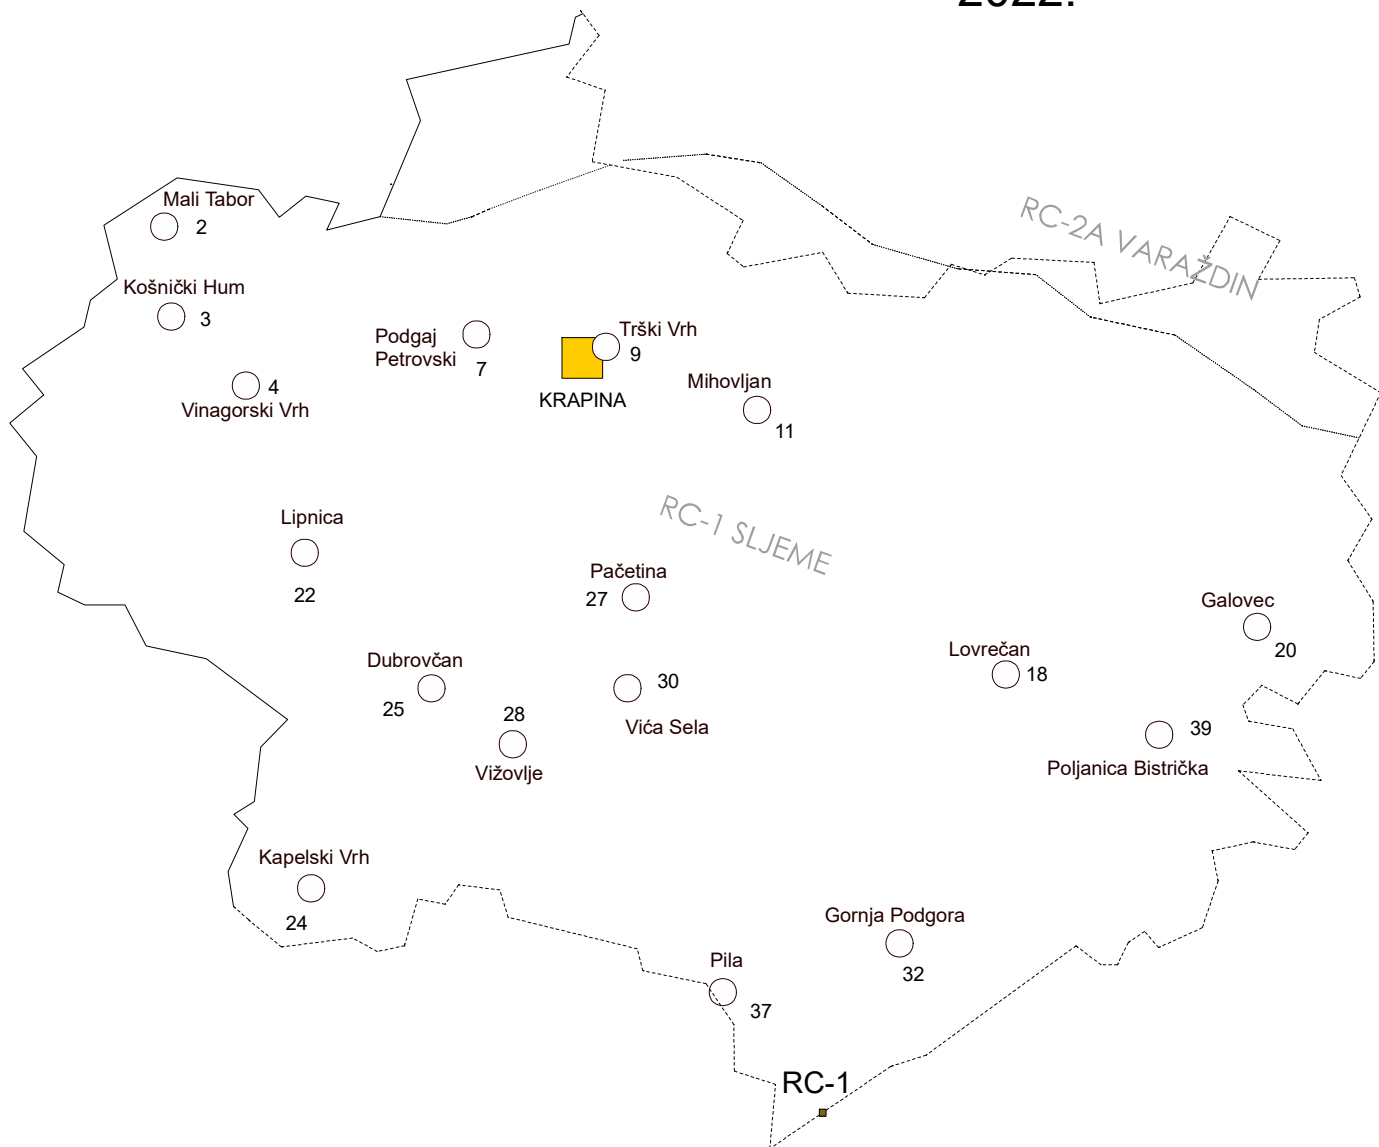 2022.
Mali Tabor
2
RC-2A VARAŽDIN
Košnički Hum
3
Podgaj
Petrovski
7
Trški Vrh
9
KRAPINA
4
Vinagorski Vrh
Mihovljan
11
Lipnica
22
RC-1 SLJEME
Pačetina
27
Galovec
20
Lovrečan
18
Dubrovčan
25
28
Vižovlje
30
Vića Sela
39
Poljanica Bistrička
Kapelski Vrh
24
Gornja Podgora
32
Pila
37
RC-1